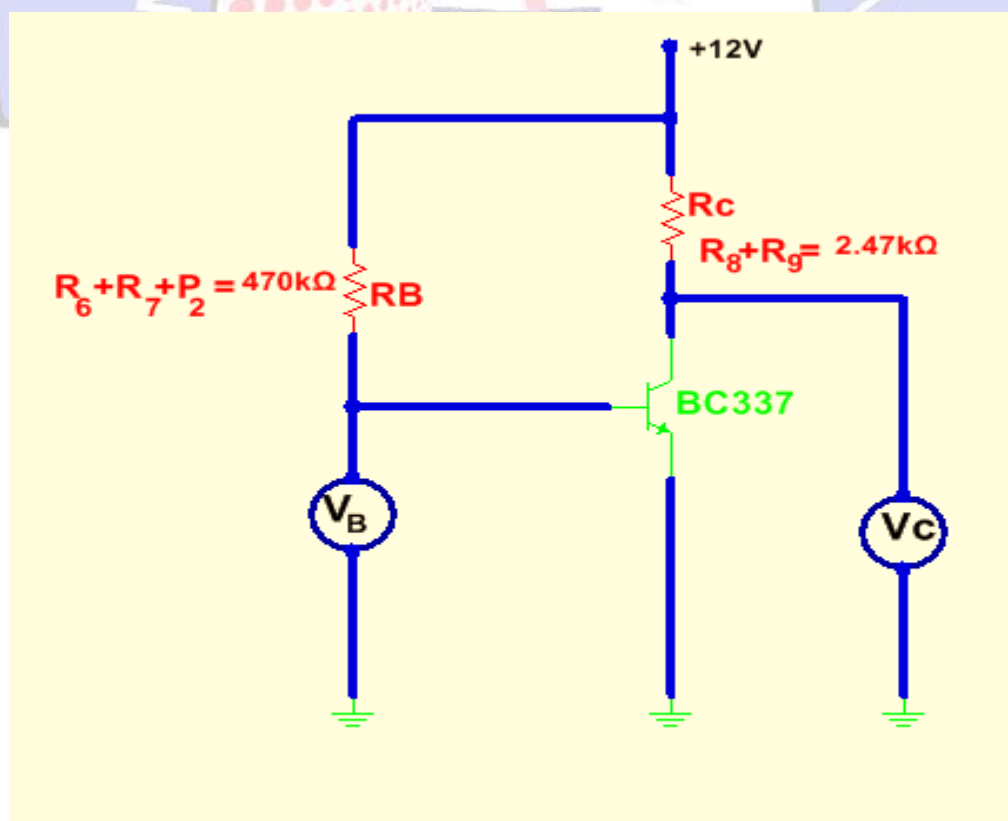 +12V
Rc
R8+R9= 2.47kΩ
R6+R7+P2 = 470kΩ
RB
BC337
VB
Vc